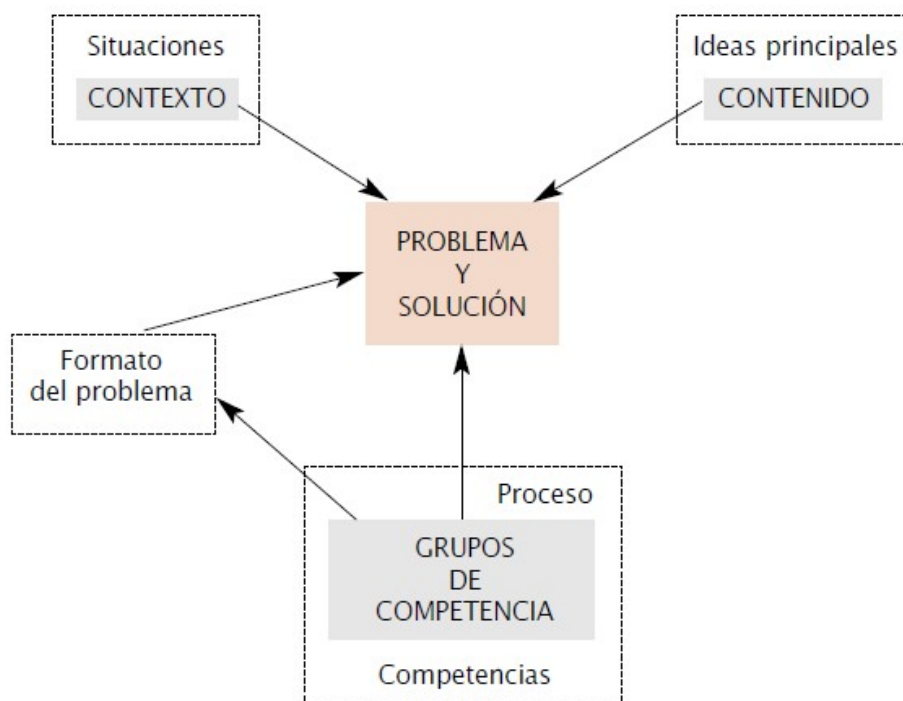 Situaciones
CONTEXTO
Ideas principales
CONTENIDO
PROBLEMA
Y
SOLUCIÓN
Formato
del problema
Proceso
GRUPOS
DE
COMPETENCIA
Competencias